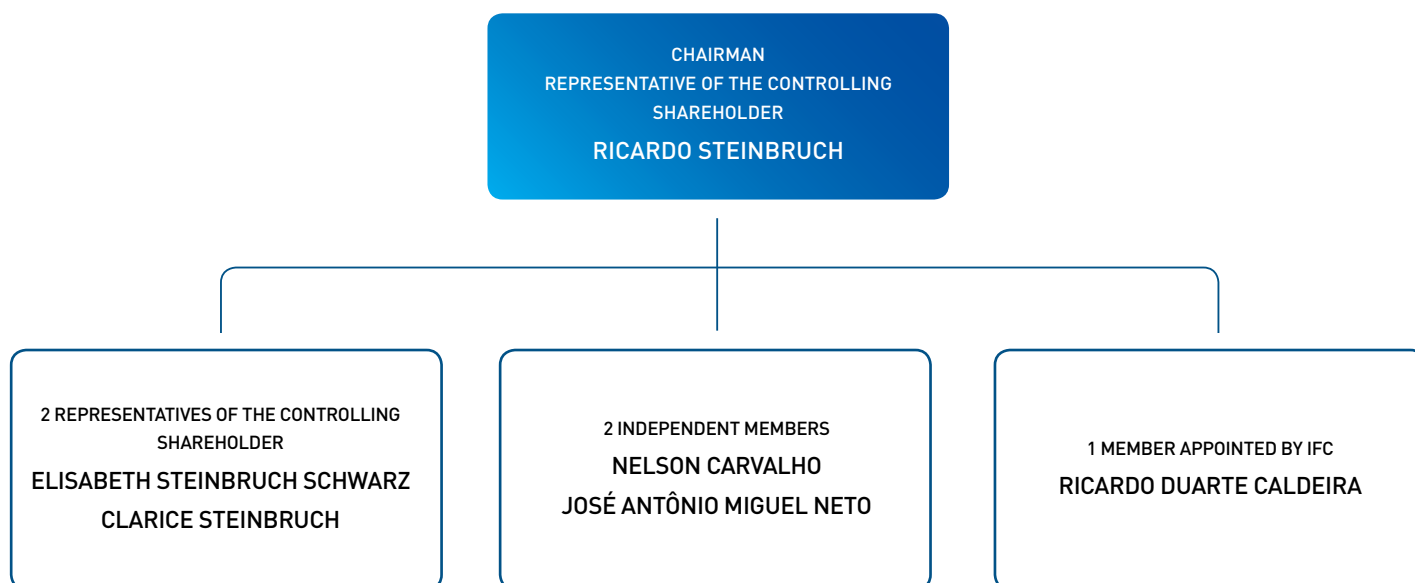 CHAIRMAN
REPRESENTATIVE OF THE CONTROLLING
SHAREHOLDER
RICARDO STEINBRUCH
2 REPRESENTATIVES OF THE CONTROLLING
SHAREHOLDER
ELISABETH STEINBRUCH SCHWARZ
CLARICE STEINBRUCH
2 INDEPENDENT MEMBERS
NELSON CARVALHO
JOSÉ ANTÔNIO MIGUEL NETO
1 MEMBER APPOINTED BY IFC
RICARDO DUARTE CALDEIRA